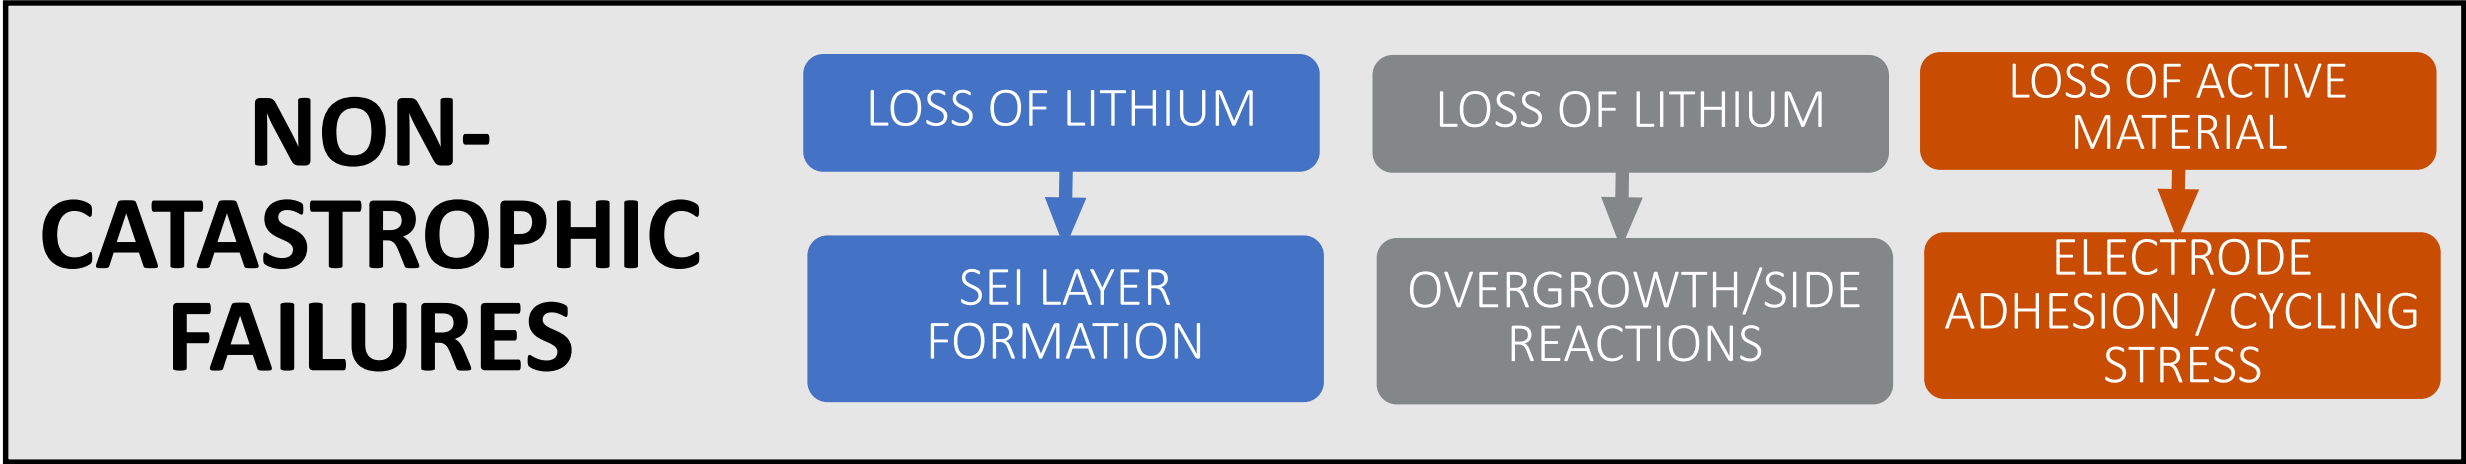 NON-
CATASTROPHIC
FAILURES
LOSS OF LITHIUM
SEI LAYER
FORMATION
LOSS OF LITHIUM
OVERGROWTH/SIDE
REACTIONS
LOSS OF ACTIVE
MATERIAL
ELECTRODE
ADHESION / CYCLING
STRESS